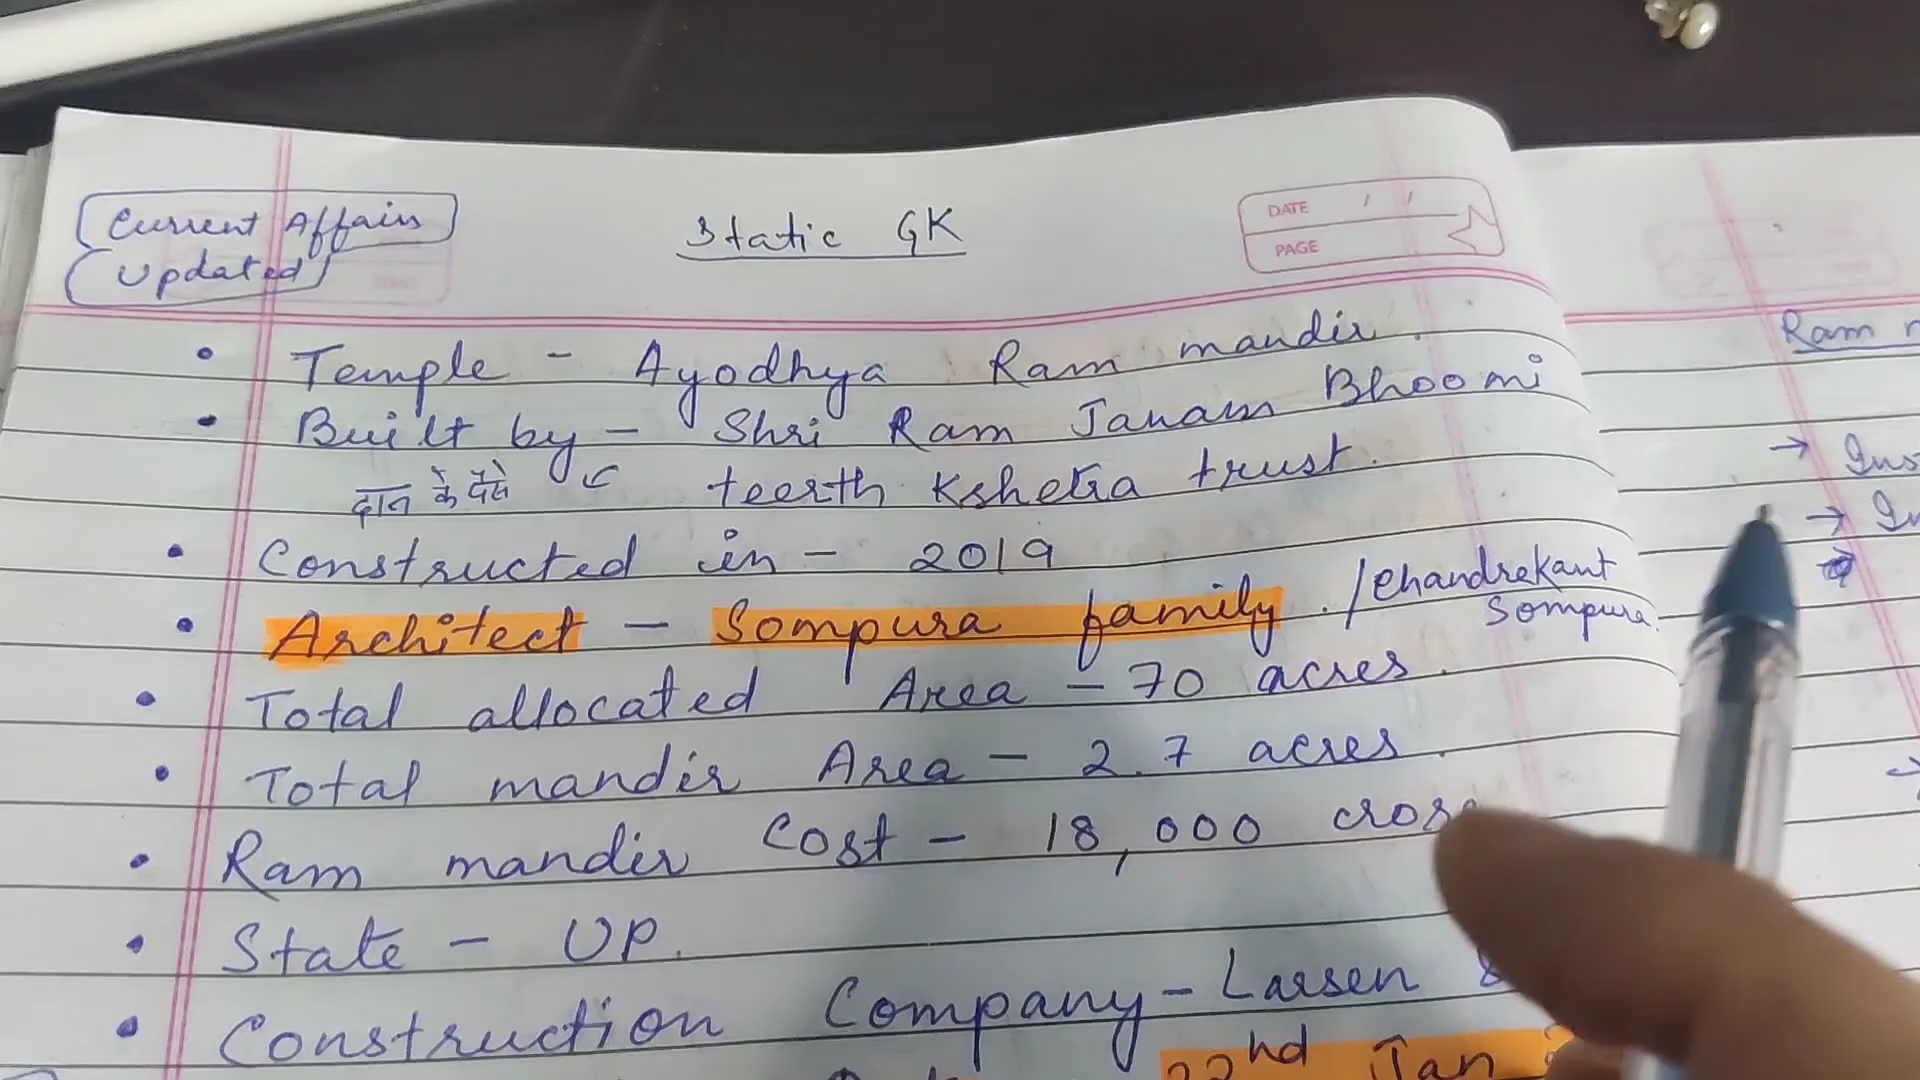 Current Affairs
Updated
Static GK
DATE / /
PAGE
• Temple - Ayodhya Ram mandir.
• Built by - Shri Ram Janam Bhoomi
दान के पैसे teerth Kshetra trust.
• Constructed in - 2019
• Architect - Sompura family. / Chandrekant
Sompura.
• Total allocated Area - 70 acres.
• Total mandir Area - 2.7 acres.
• Ram mandir Cost - 18,000 crore
• State - UP.
• Construction Company - Larsen &
22nd Jan
Ram